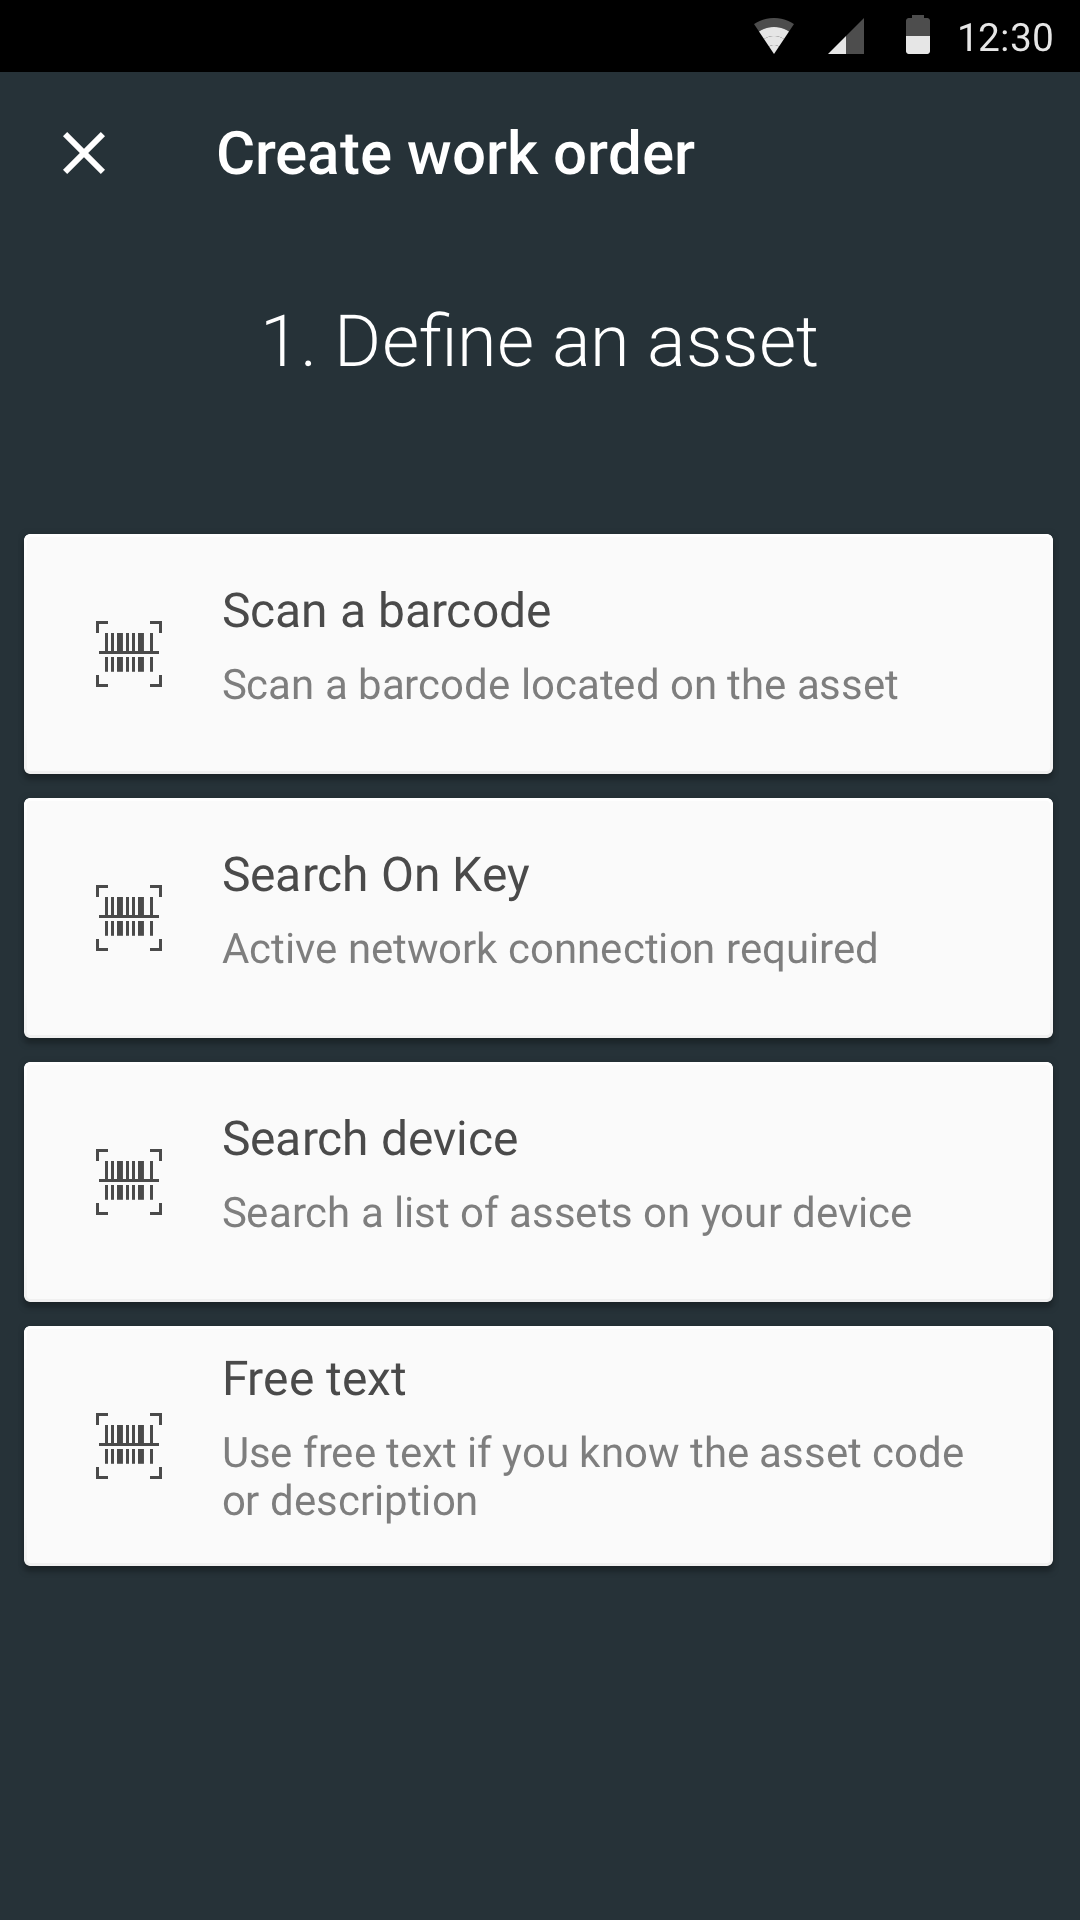 12:30
Create work order
1. Define an asset
Scan a barcode
Scan a barcode located on the asset
Search On Key
Active network connection required
Search device
Search a list of assets on your device
Free text
Use free text if you know the asset code
or description